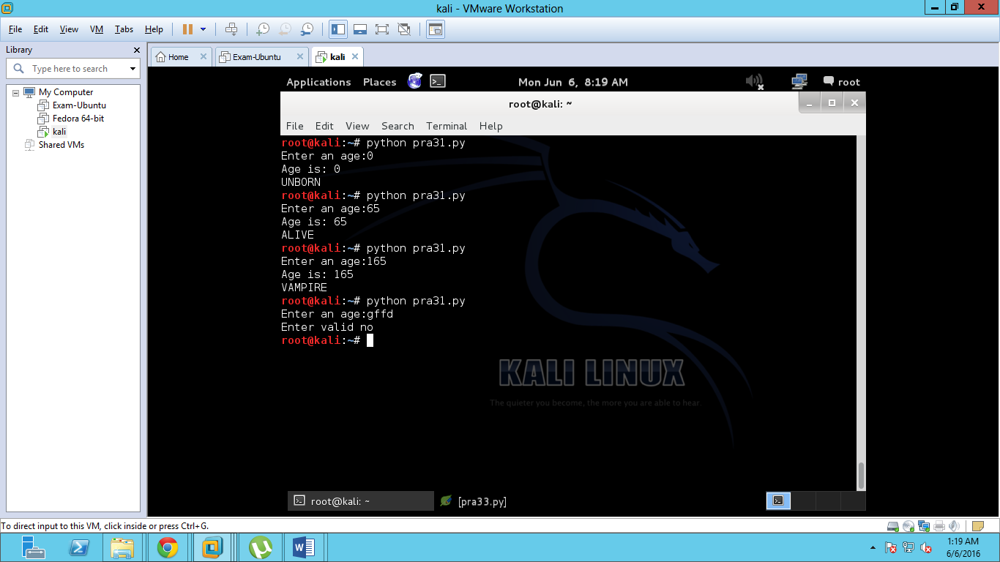 kali - VMware Workstation
File Edit View VM Tabs Help
Library
Type here to search
My Computer
Exam-Ubuntu
Fedora 64-bit
kali
Shared VMs
Home Exam-Ubuntu kali
Applications Places Mon Jun 6, 8:19 AM root
root@kali: ~
File Edit View Search Terminal Help
root@kali:~# python pra31.py
Enter an age:0
Age is: 0
UNBORN
root@kali:~# python pra31.py
Enter an age:65
Age is: 65
ALIVE
root@kali:~# python pra31.py
Enter an age:165
Age is: 165
VAMPIRE
root@kali:~# python pra31.py
Enter an age:gffd
Enter valid no
root@kali:~#
KALI LINUX
The quieter you become, the more you are able to hear.
root@kali: ~ [pra33.py]
To direct input to this VM, click inside or press Ctrl+G.
1:19 AM
6/6/2016